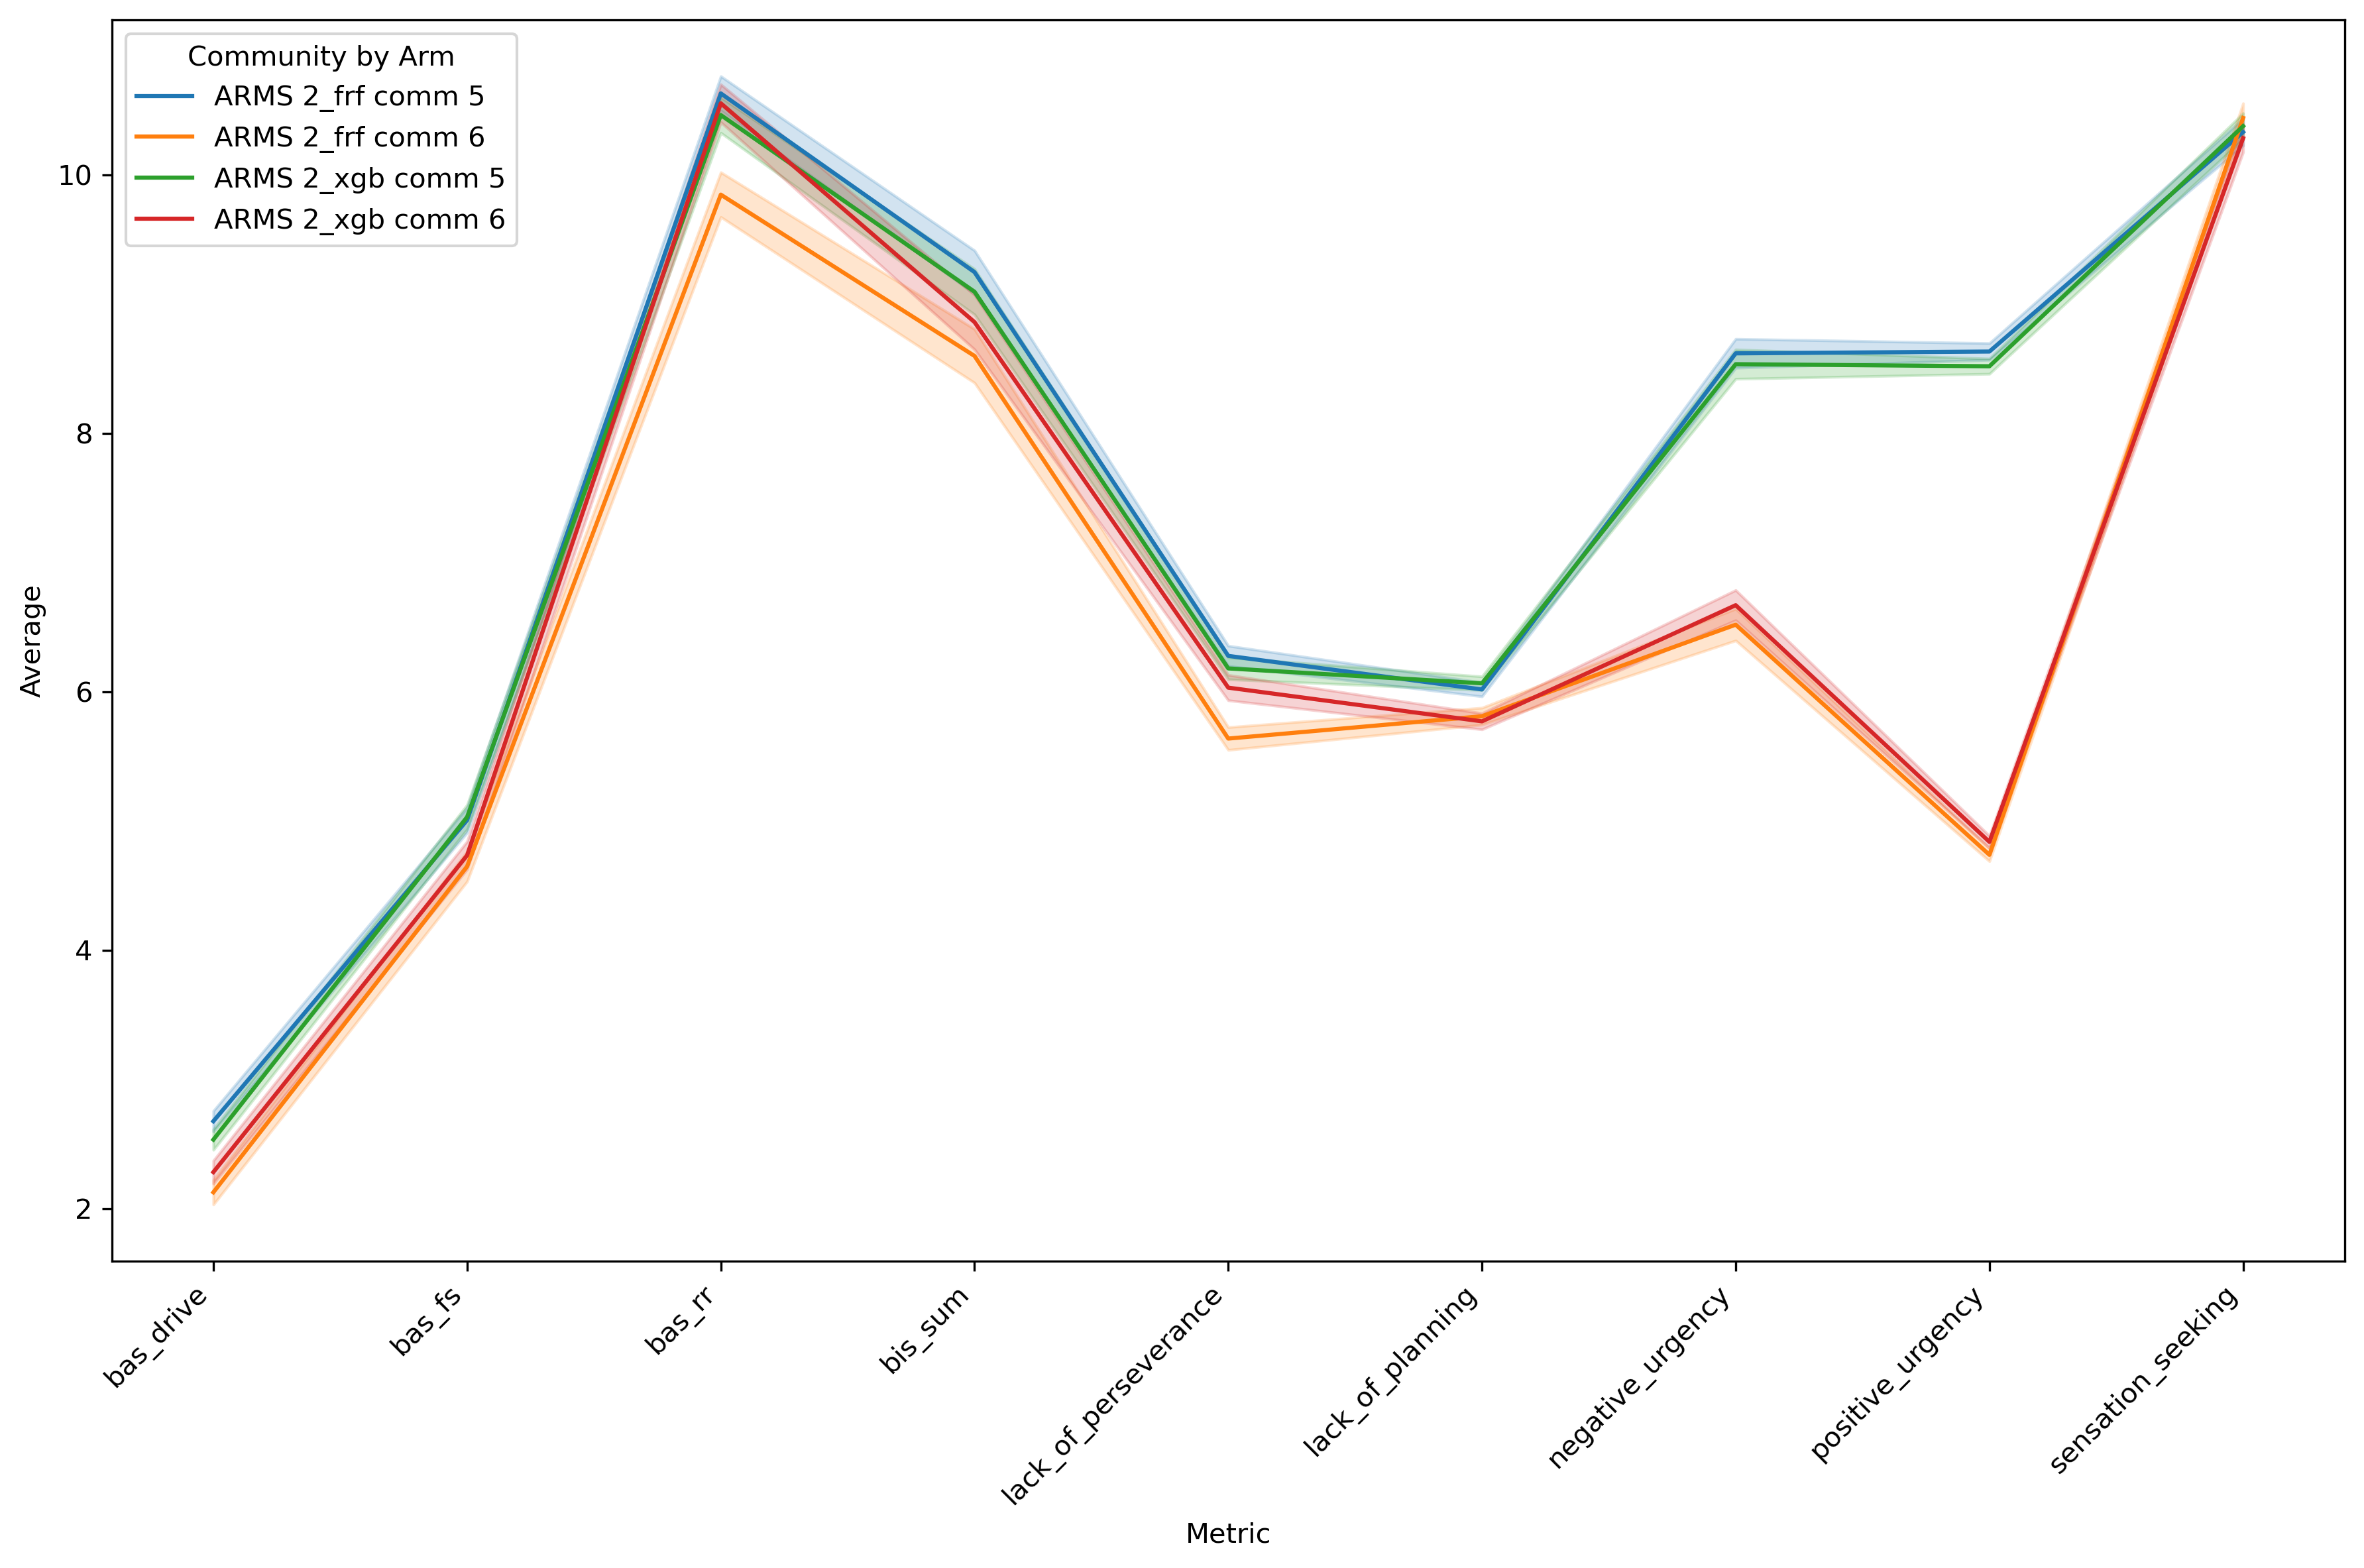 Community by Arm
ARMS 2_frf comm 5
ARMS 2_frf comm 6
ARMS 2_xgb comm 5
ARMS 2_xgb comm 6
10
8
6
4
2
Average
bas_drive
bas_fs
bas_rr
bis_sum
lack_of_perseverance
lack_of_planning
negative_urgency
positive_urgency
sensation_seeking
Metric